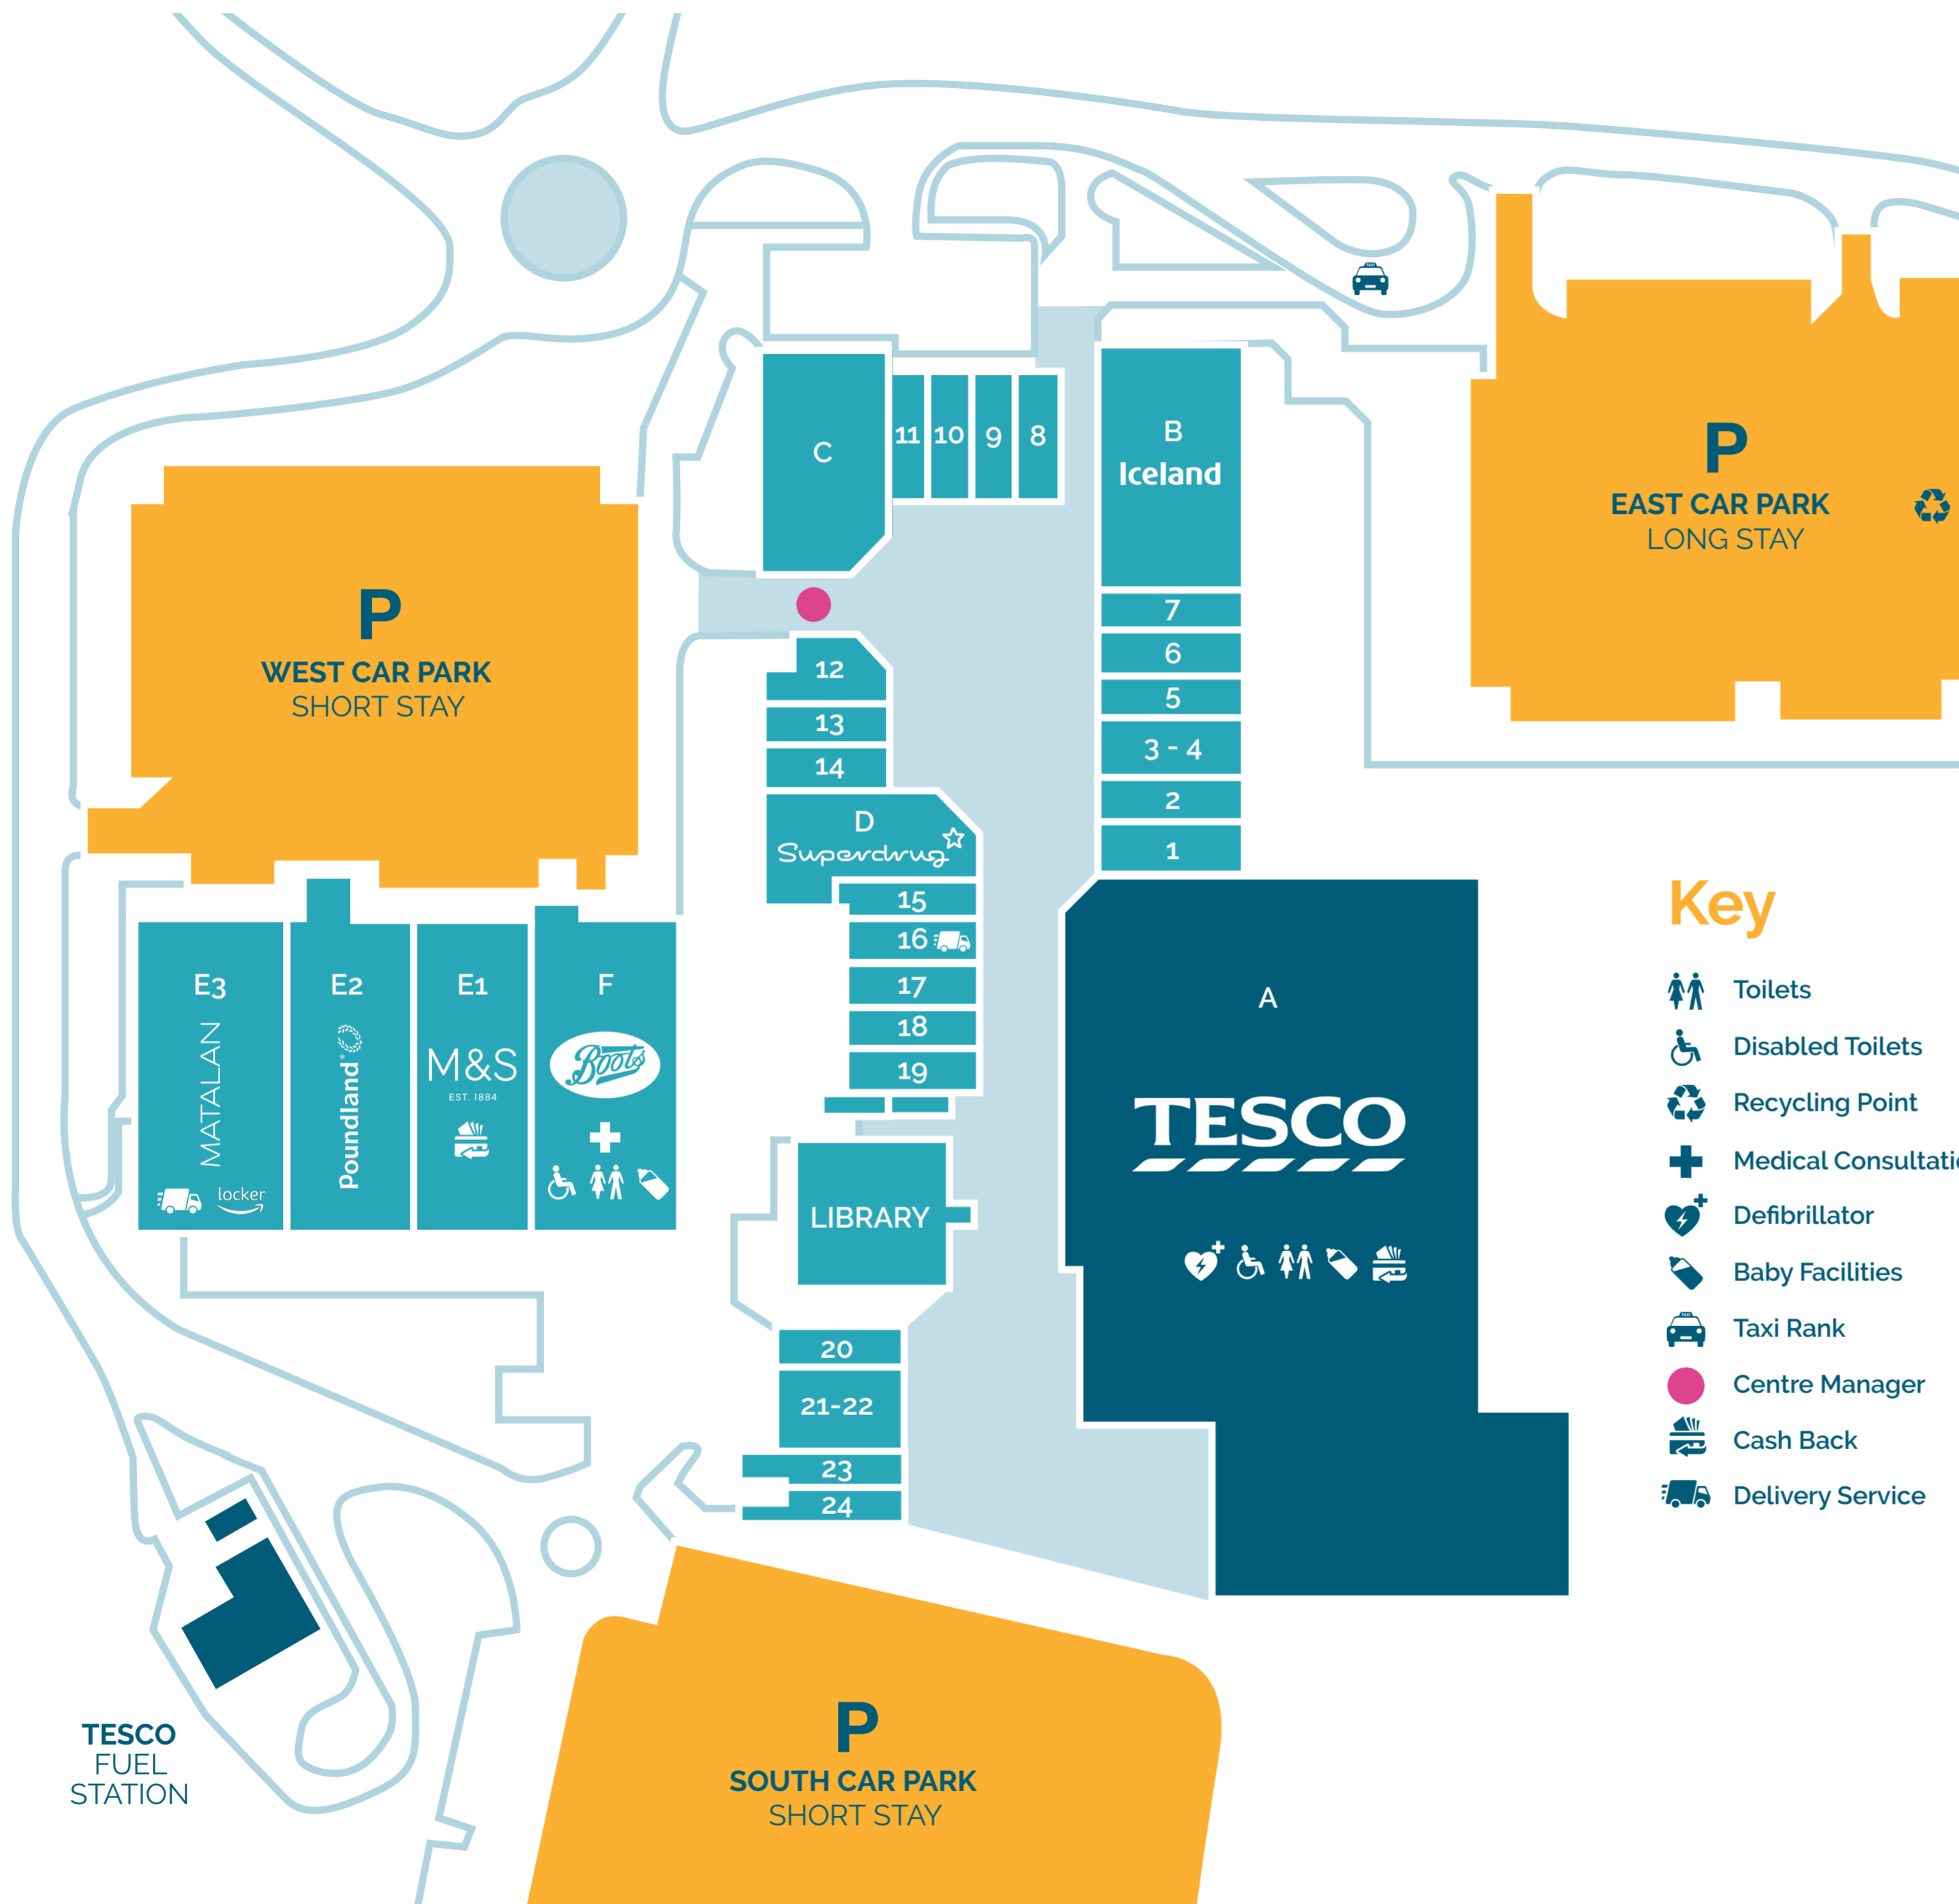 C
11
10
9
8
B
Iceland
P
EAST CAR PARK
LONG STAY
P
WEST CAR PARK
SHORT STAY
7
6
5
3 - 4
2
1
12
13
14
D
Superdrug
15
16
17
18
19
E3
MATALAN
locker
E2
poundland
E1
M&S
EST. 1884
F
Boots
A
TESCO
LIBRARY
20
21-22
23
24
Key
Toilets
Disabled Toilets
Recycling Point
Medical Consultati
Defibrillator
Baby Facilities
Taxi Rank
Centre Manager
Cash Back
Delivery Service
TESCO
FUEL
STATION
P
SOUTH CAR PARK
SHORT STAY